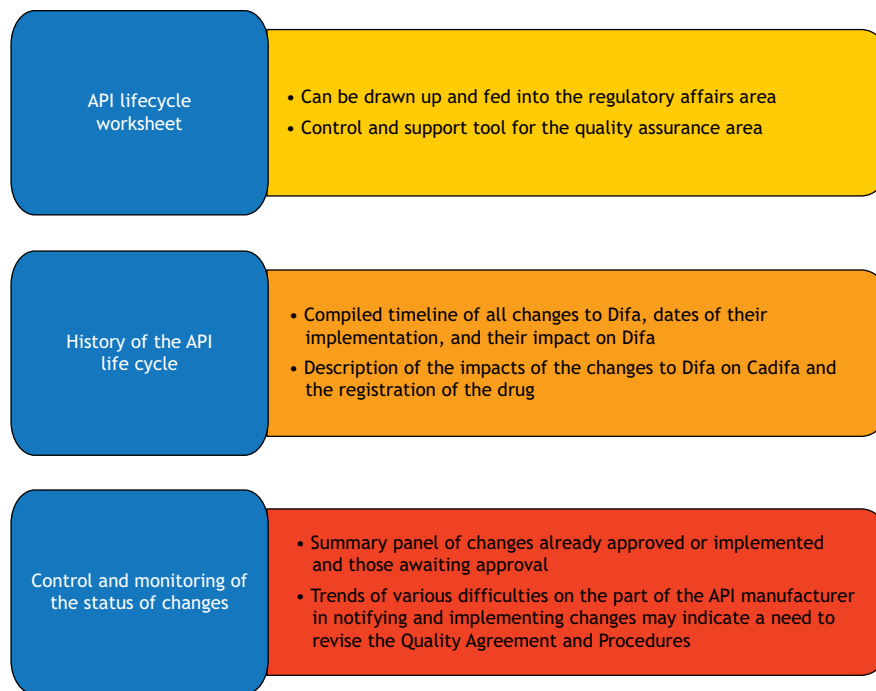 API lifecycle
worksheet
• Can be drawn up and fed into the regulatory affairs area
• Control and support tool for the quality assurance area
History of the API
life cycle
• Compiled timeline of all changes to Difa, dates of their
implementation, and their impact on Difa
• Description of the impacts of the changes to Difa on Cadifa and
the registration of the drug
Control and monitoring of
the status of changes
• Summary panel of changes already approved or implemented
and those awaiting approval
• Trends of various difficulties on the part of the API manufacturer
in notifying and implementing changes may indicate a need to
revise the Quality Agreement and Procedures